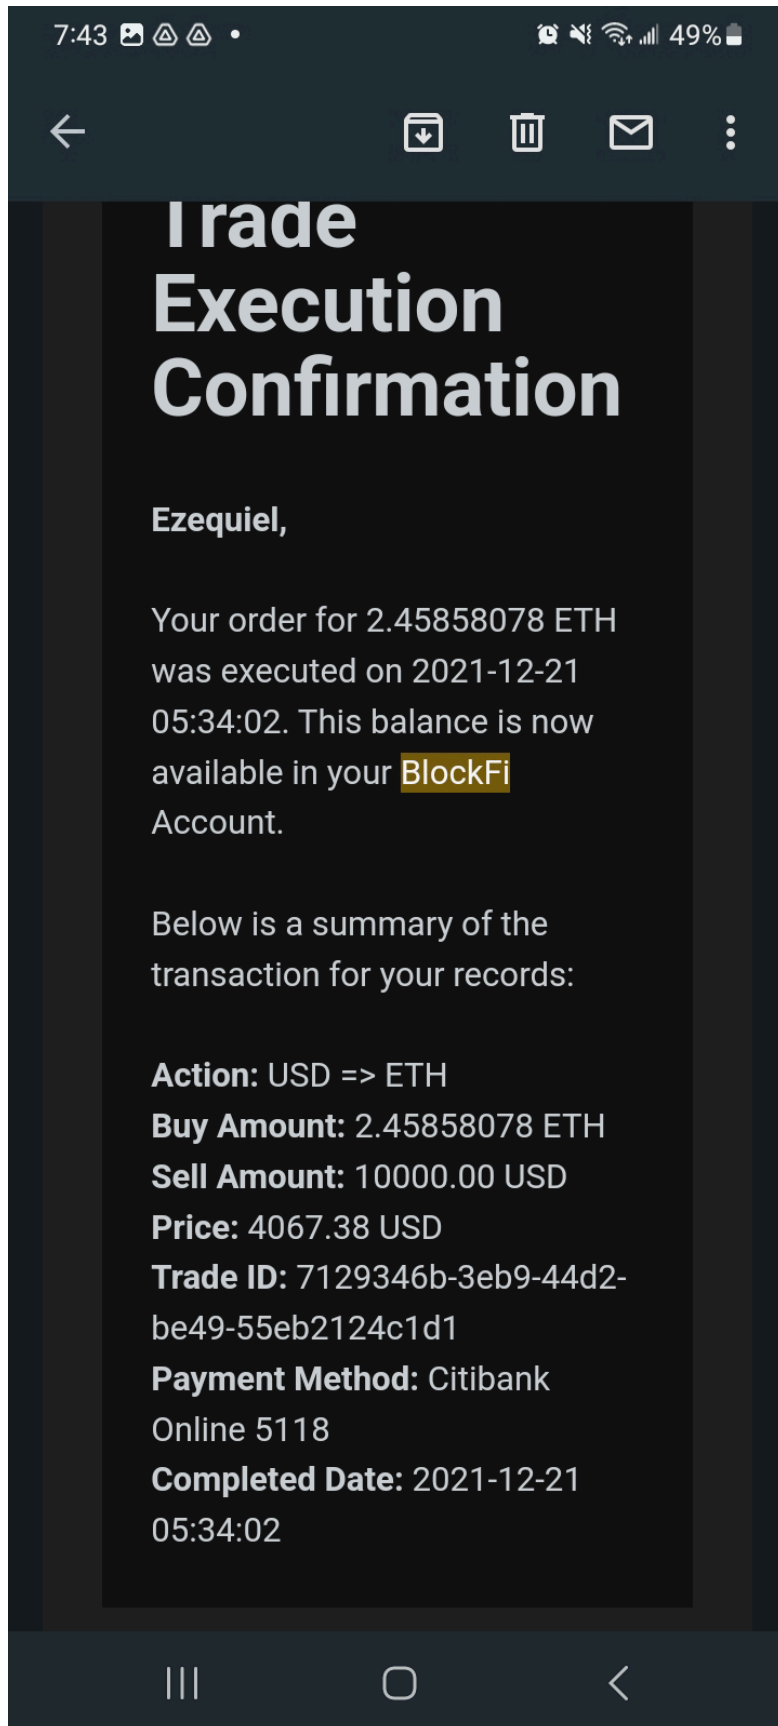 7:43
49%
Trade
Execution
Confirmation
Ezequiel,
Your order for 2.45858078 ETH
was executed on 2021-12-21
05:34:02. This balance is now
available in your BlockFi
Account.
Below is a summary of the
transaction for your records:
Action: USD => ETH
Buy Amount: 2.45858078 ETH
Sell Amount: 10000.00 USD
Price: 4067.38 USD
Trade ID: 7129346b-3eb9-44d2-
be49-55eb2124c1d1
Payment Method: Citibank
Online 5118
Completed Date: 2021-12-21
05:34:02